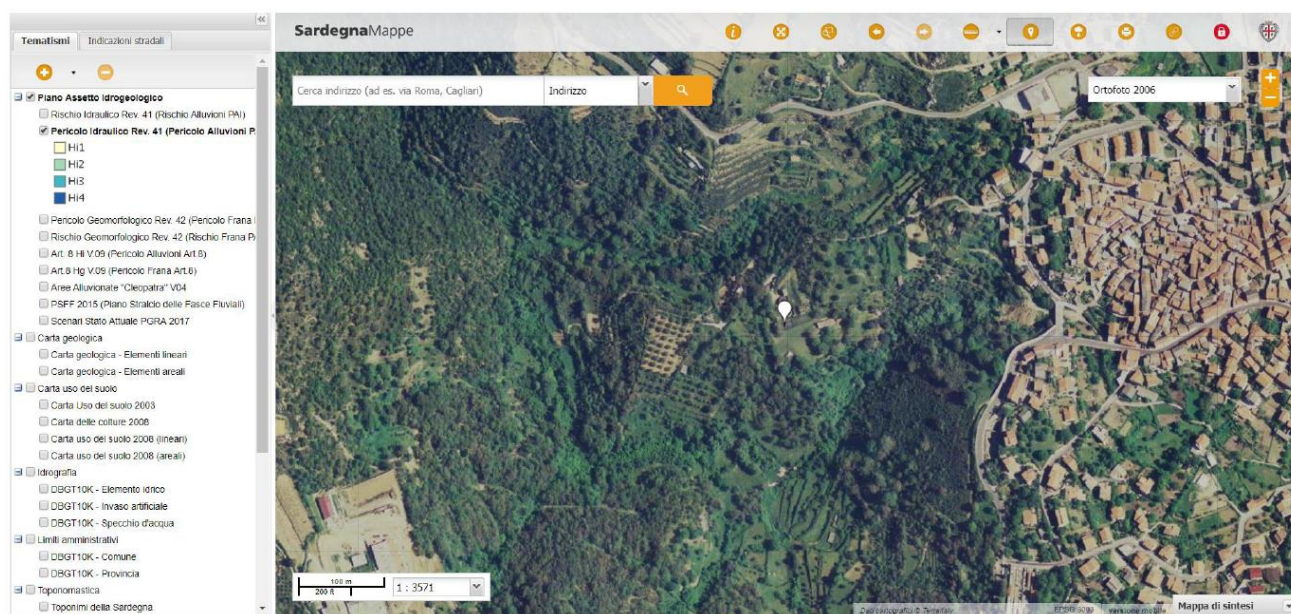 SardegnaMappe
Tematismi
Indicazioni stradali
Cerca indirizzo (ad es. via Roma, Cagliari)
Indirizzo
Ortofoto 2006
Piano Assetto Idrogeologico
Rischio Idraulico Rev. 41 (Rischio Alluvioni PAI)
Pericolo Idraulico Rev. 41 (Pericolo Alluvioni P
Hi1
Hi2
Hi3
Hi4
Pericolo Geomorfologico Rev. 42 (Pericolo Frana
Rischio Geomorfologico Rev. 42 (Rischio Frana P
Art. 8 Hi V.09 (Pericolo Alluvioni Art.8)
Art.8 Hg V.09 (Pericolo Frana Art.8)
Aree Alluvionate "Cleopatra" V04
PSFF 2015 (Piano Stralcio delle Fasce Fluviali)
Scenari Stato Attuale PGRA 2017
Carta geologica
Carta geologica - Elementi lineari
Carta geologica - Elementi areali
Carta uso del suolo
Carta Uso del suolo 2003
Carta delle colture 2008
Carta uso del suolo 2008 (lineari)
Carta uso del suolo 2008 (areali)
Idrografia
DBGT10K - Elemento idrico
DBGT10K - Invaso artificiale
DBGT10K - Specchio d'acqua
Limiti amministrativi
DBGT10K - Comune
DBGT10K - Provincia
Toponomastica
Toponimi della Sardegna
100 m
200 ft
1 : 3571
Dati cartografici © TerraItaly
versione mobile
Mappa di sintesi